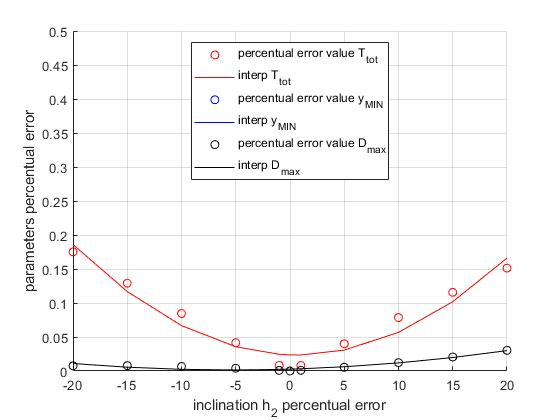 0.5
0.45
0.4
0.35
0.3
0.25
0.2
0.15
0.1
0.05
0
parameters percentual error
percentual error value T_tot
interp T_tot
percentual error value y_MIN
interp y_MIN
percentual error value D_max
interp D_max
-20 -15 -10 -5 0 5 10 15 20
inclination h_2 percentual error